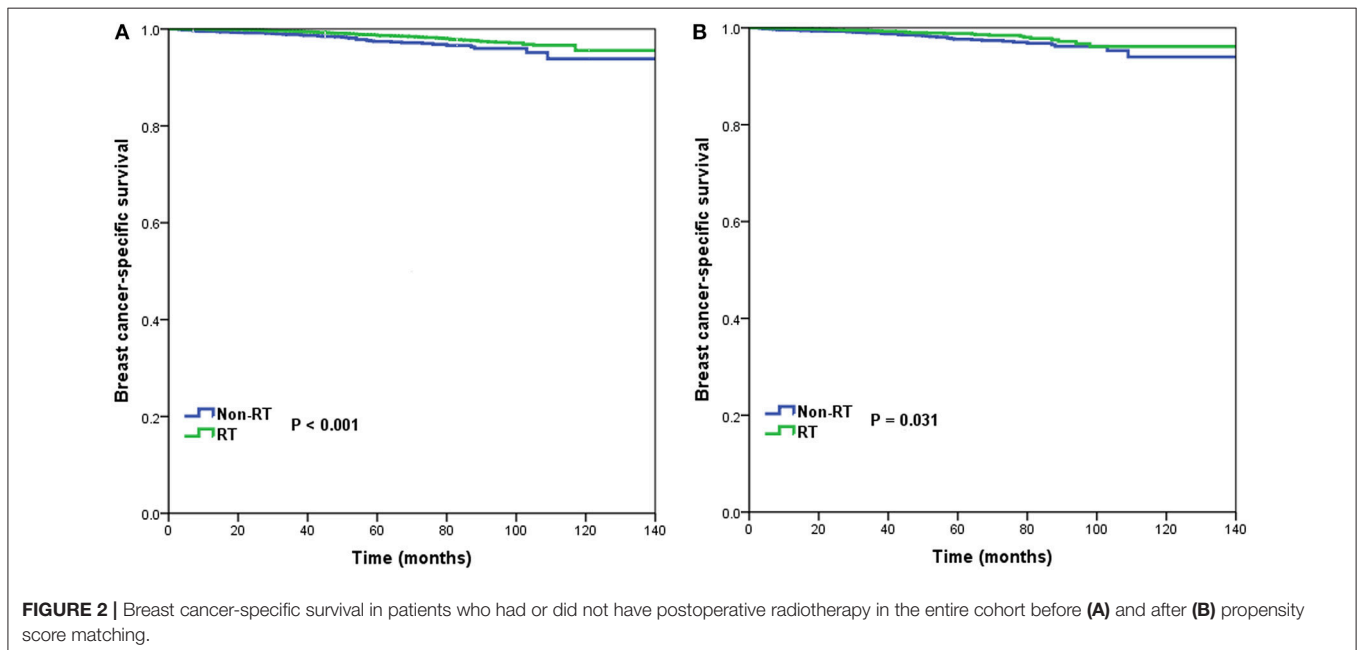 A
Breast cancer-specific survival
1.0
0.8
0.6
0.4
0.2
0.0
Non-RT
RT
P < 0.001
0 20 40 60 80 100 120 140
Time (months)
B
Breast cancer-specific survival
1.0
0.8
0.6
0.4
0.2
0.0
Non-RT
RT
P = 0.031
0 20 40 60 80 100 120 140
Time (months)
FIGURE 2 | Breast cancer-specific survival in patients who had or did not have postoperative radiotherapy in the entire cohort before (A) and after (B) propensity
score matching.